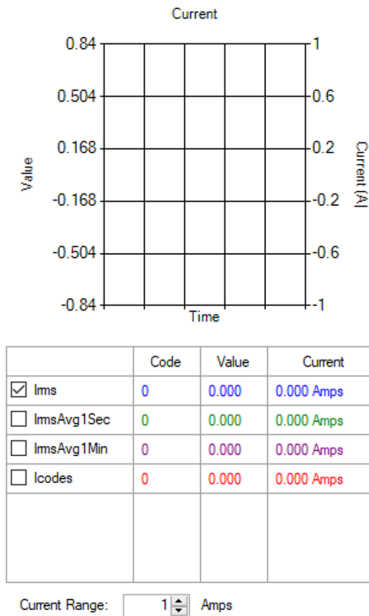 Current
0.84 1
0.504 0.6
0.168 0.2
-0.168 -0.2
-0.504 -0.6
-0.84 -1
Value
Current (A)
Time
Code Value Current
Irms 0 0.000 0.000 Amps
IrmsAvg1Sec 0 0.000 0.000 Amps
IrmsAvg1Min 0 0.000 0.000 Amps
Icodes 0 0.000 0.000 Amps
Current Range: 1 Amps